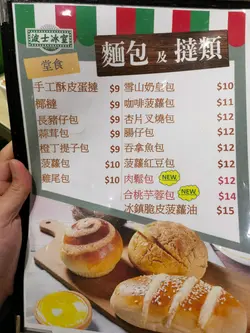 波士冰室
堂食
麵包及撻類
手工酥皮蛋撻 $9
椰撻 $9
長豬仔包 $9
蒜茸包 $9
橙丁提子包 $9
菠蘿包 $10
雞尾包 $10
雪山奶皇包 $10
咖啡菠蘿包 $10
杏片叉燒包 $12
腸仔包 $11
吞拿魚包 $12
菠蘿紅豆包 $12
肉鬆包 NEW $12
合桃芋蓉包 NEW $14
冰鎮脆皮菠蘿油 $15